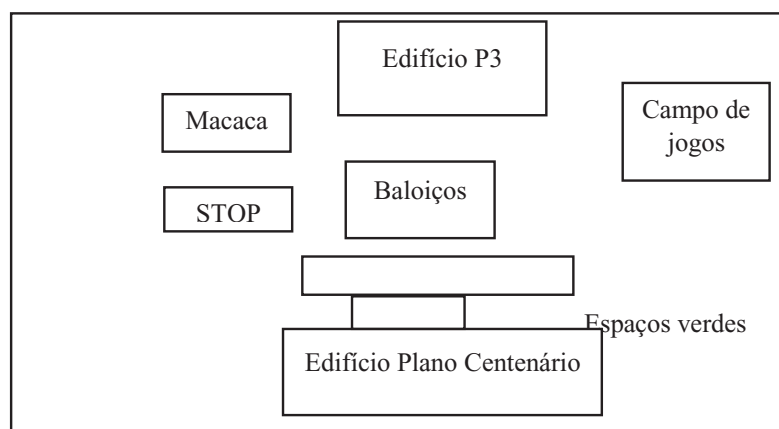 Edifício P3
Macaca
Campo de
jogos
STOP
Baloiços
Espaços verdes
Edifício Plano Centenário